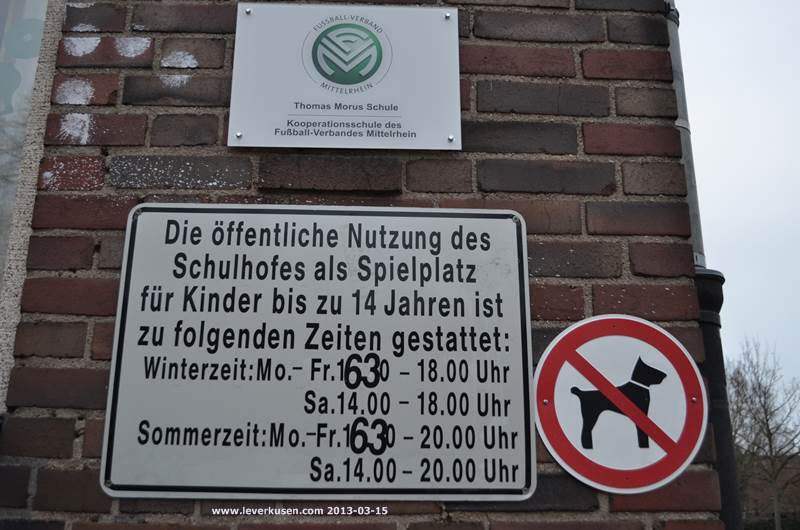 FUSSBALL-VERBAND
MITTELRHEIN
Thomas Morus Schule
Kooperationsschule des
Fußball-Verbandes Mittelrhein
Die öffentliche Nutzung des
Schulhofes als Spielplatz
für Kinder bis zu 14 Jahren ist
zu folgenden Zeiten gestattet:
Winterzeit: Mo.– Fr. 1630 – 18.00 Uhr
Sa. 14.00 – 18.00 Uhr
Sommerzeit: Mo.–Fr. 1630 – 20.00 Uhr
Sa. 14.00 – 20.00 Uhr
www.leverkusen.com 2013-03-15